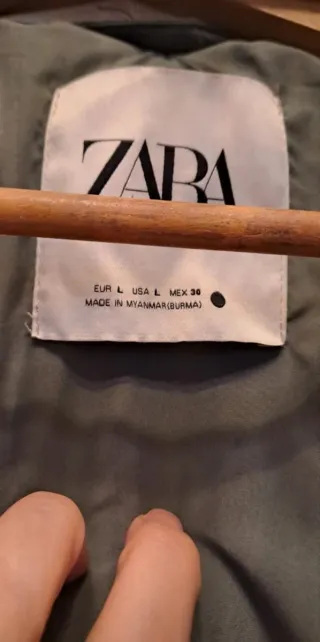 ZARA
EUR L USA L MEX 30
MADE IN MYANMAR(BURMA)